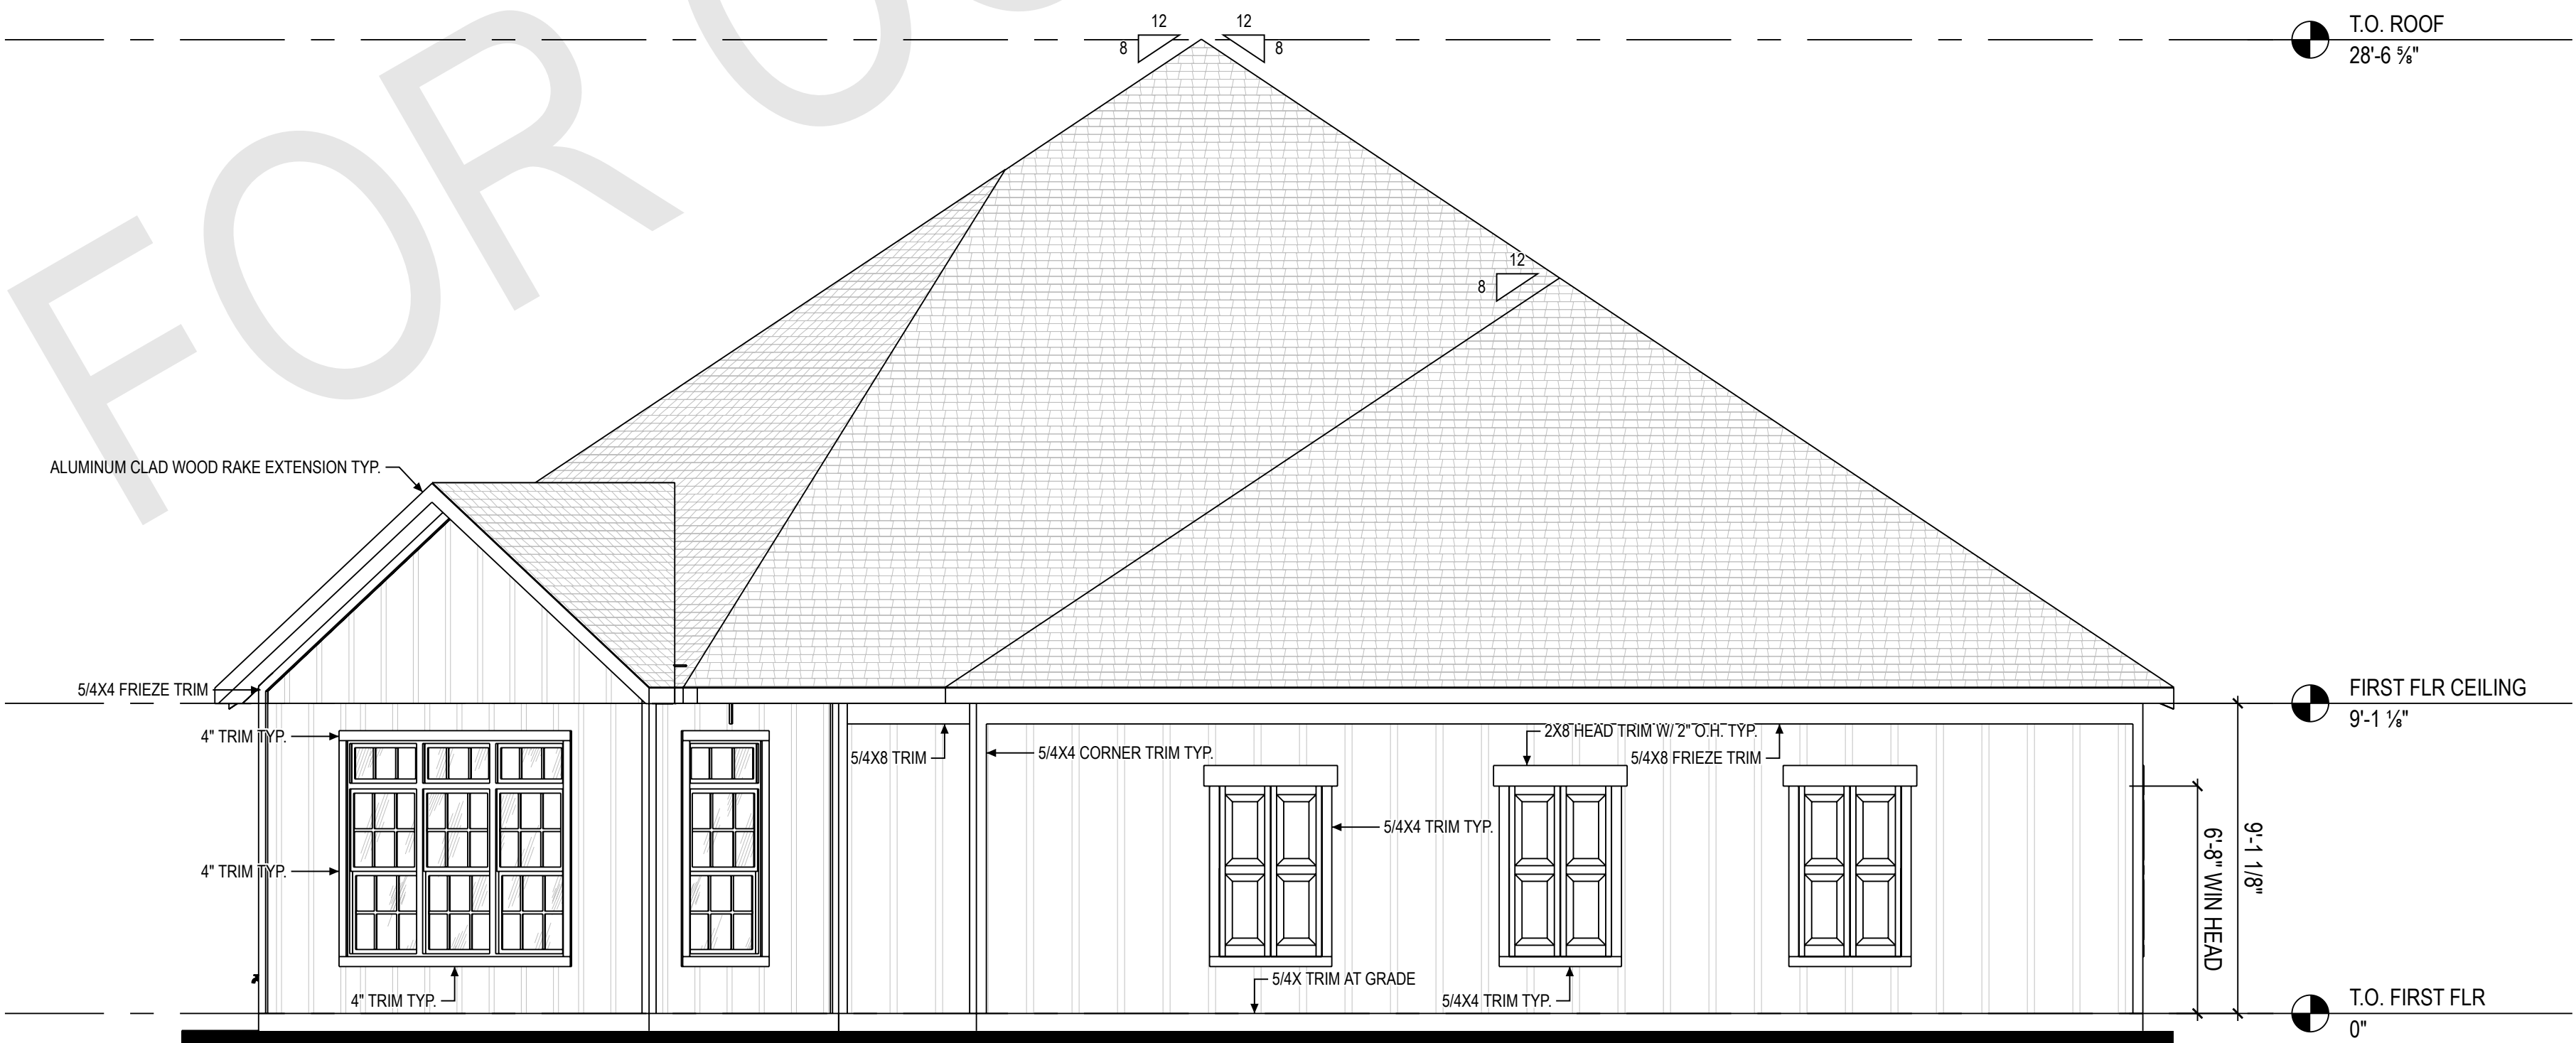 FOR
12
12
8
8
T.O. ROOF
28'-6 ⅝"
12
8
ALUMINUM CLAD WOOD RAKE EXTENSION TYP.
5/4X4 FRIEZE TRIM
FIRST FLR CEILING
9'-1 ⅛"
4" TRIM TYP.
2X8 HEAD TRIM W/ 2" O.H. TYP.
5/4X8 TRIM
5/4X4 CORNER TRIM TYP.
5/4X8 FRIEZE TRIM
5/4X4 TRIM TYP.
4" TRIM TYP.
6'-8" WIN HEAD
9'-1 1/8"
5/4X TRIM AT GRADE
4" TRIM TYP.
5/4X4 TRIM TYP.
T.O. FIRST FLR
0"